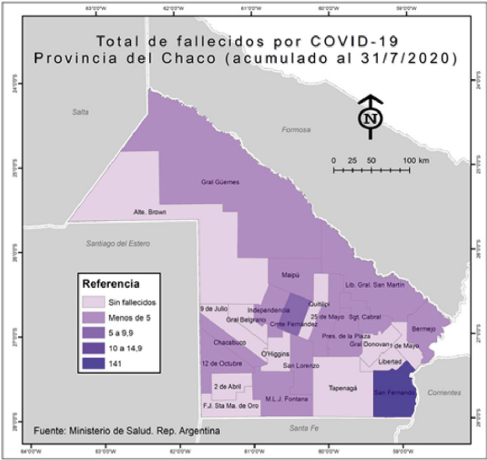 63°0'0"O 62°0'0"O 61°0'0"O 60°0'0"O 59°0'0"O
Total de fallecidos por COVID-19
Provincia del Chaco (acumulado al 31/7/2020)
Salta
Formosa
N
0 25 50 100 km
Gral Güemes
Alte. Brown
Santiago del Estero
Maipú
Lib. Gral. San Martín
Referencia
Sin fallecidos
Menos de 5
5 a 9,9
10 a 14,9
141
Quitilipi
9 de Julio
Independencia
25 de Mayo
Sgt. Cabral
Gral Belgrano
Cmte Fernández
Bermejo
Pres. de la Plaza
Chacabuco
Gral Donovan
de Mayo
O'Higgins
12 de Octubre
San Lorenzo
Libertad
2 de Abril
Tapenagá
San Fernando
Corrientes
F.J. Sta Ma. de Oro
M.L.J. Fontana
Fuente: Ministerio de Salud. Rep. Argentina
Santa Fe